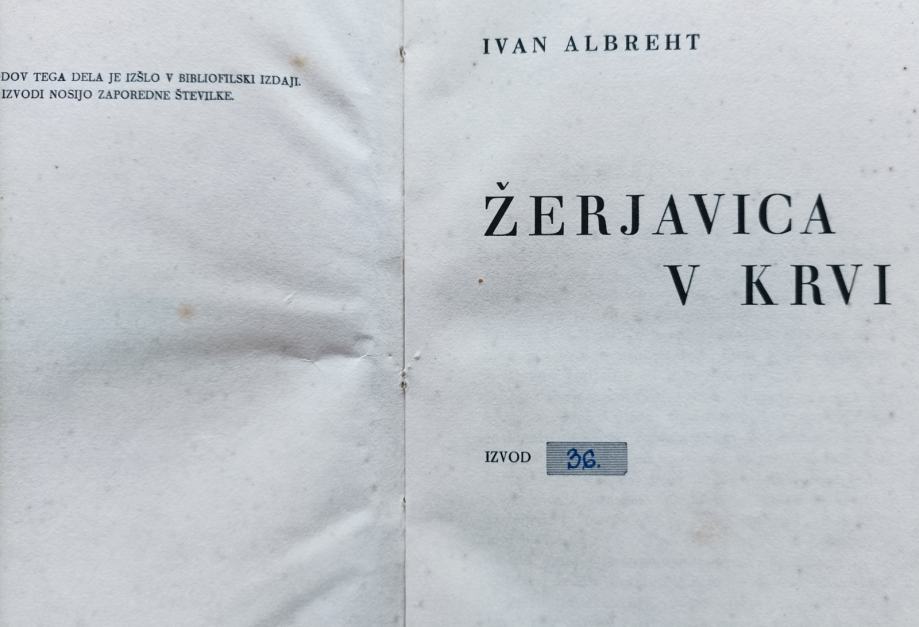 DOV TEGA DELA JE IZŠLO V BIBLIOFILSKI IZDAJI.
IZVODI NOSIJO ZAPOREDNE ŠTEVILKE.
IVAN ALBREHT
ŽERJAVICA
V KRVI
IZVOD 36.